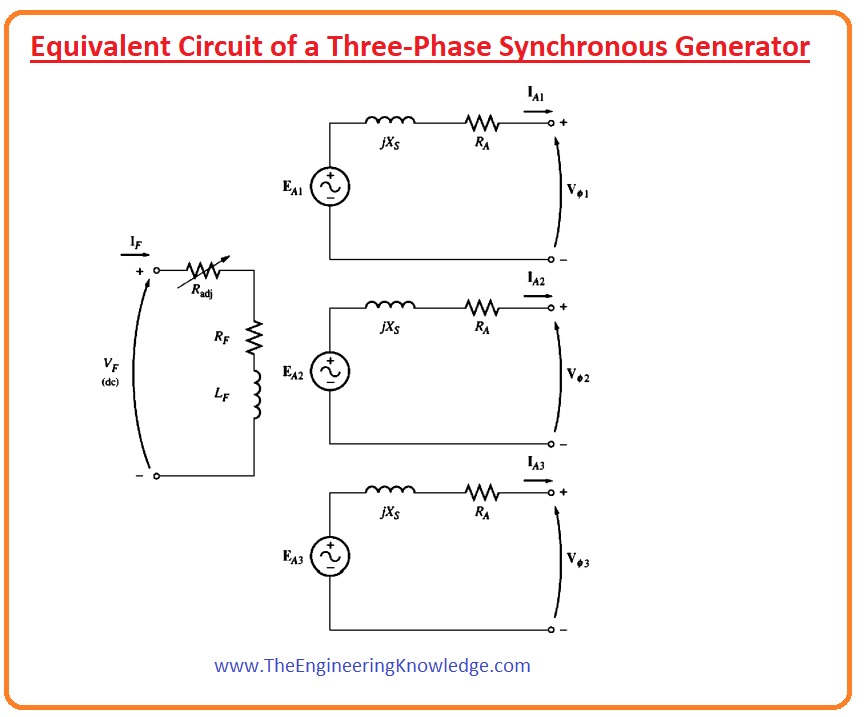 Equivalent Circuit of a Three-Phase Synchronous Generator
I_A1
+
jX_S
R_A
+
E_A1
−
V_ϕ1
−
I_F
+
R_adj
R_F
V_F
(dc)
L_F
−
I_A2
+
jX_S
R_A
+
E_A2
−
V_ϕ2
−
I_A3
+
jX_S
R_A
+
E_A3
−
V_ϕ3
−
www.TheEngineeringKnowledge.com